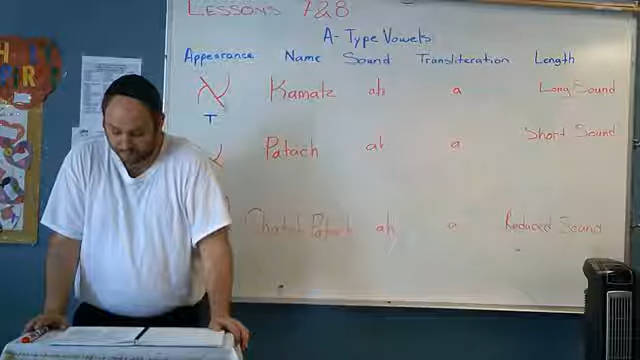 LESSONS 7&8
A-Type Vowels
Appearance Name Sound Transliteration Length
א Kamatz ah a Long Sound
Patach ah a Short Sound
Chatef Patach ah a Reduced Sound